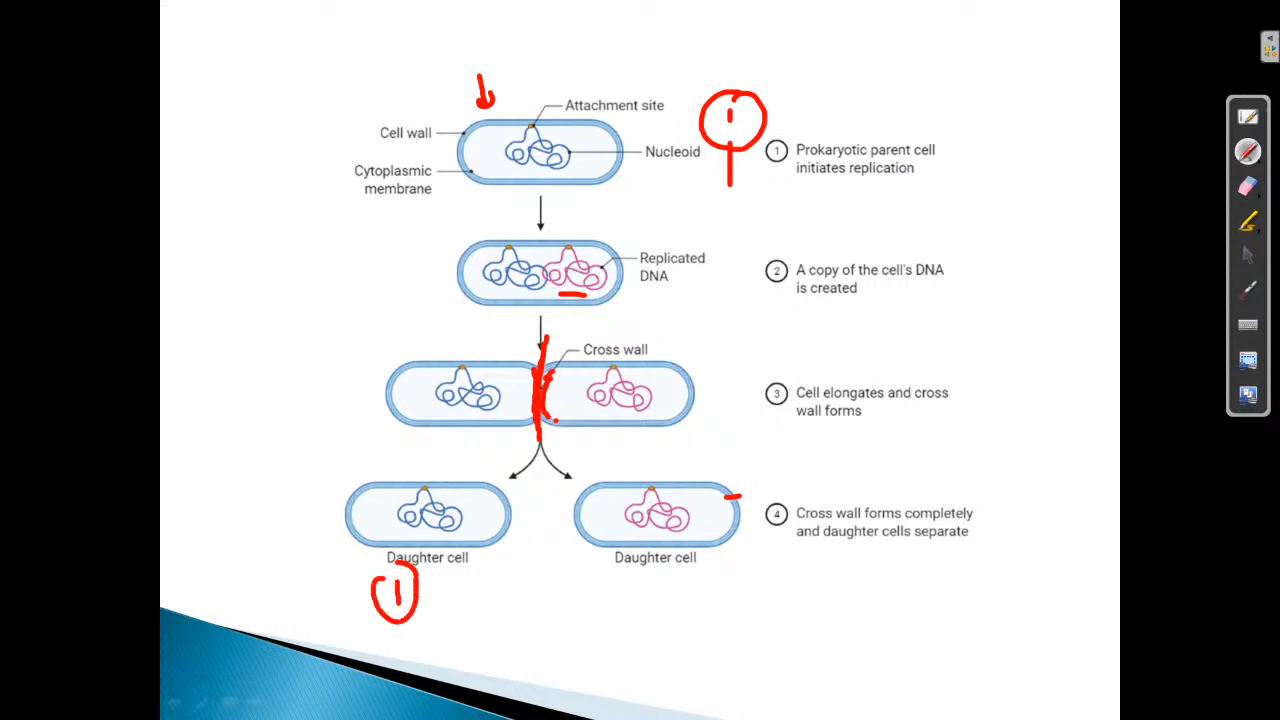 Attachment site
Cell wall
Nucleoid
Cytoplasmic
membrane
1 Prokaryotic parent cell
initiates replication
Replicated
DNA
2 A copy of the cell's DNA
is created
Cross wall
3 Cell elongates and cross
wall forms
4 Cross wall forms completely
and daughter cells separate
Daughter cell
Daughter cell
1